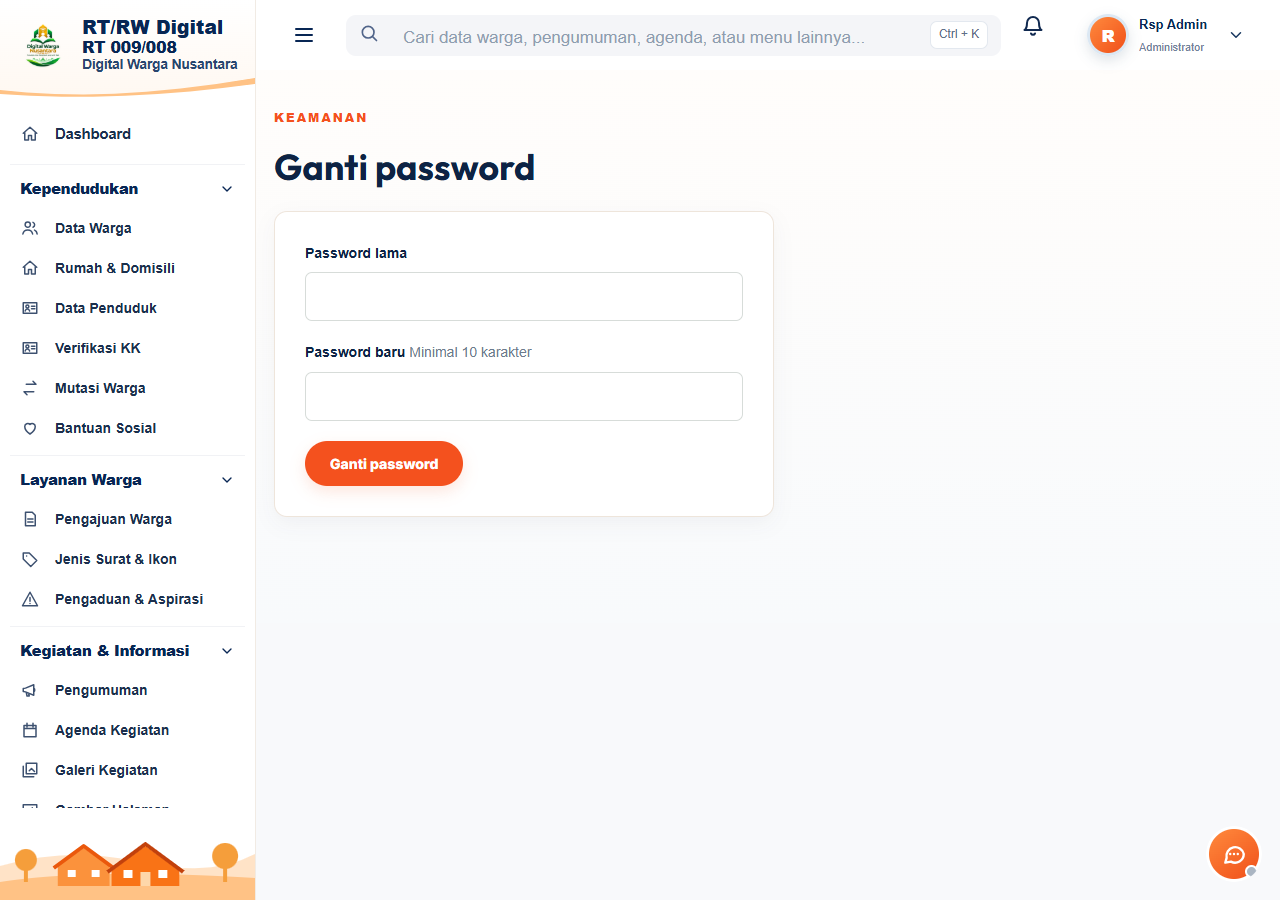 RT/RW Digital
RT 009/008
Digital Warga Nusantara
Digital Warga
Nusantara
Cari data warga, pengumuman, agenda, atau menu lainnya...
Ctrl + K
R
Rsp Admin
Administrator
Dashboard
Kependudukan
Data Warga
Rumah & Domisili
Data Penduduk
Verifikasi KK
Mutasi Warga
Bantuan Sosial
Layanan Warga
Pengajuan Warga
Jenis Surat & Ikon
Pengaduan & Aspirasi
Kegiatan & Informasi
Pengumuman
Agenda Kegiatan
Galeri Kegiatan
KEAMANAN
Ganti password
Password lama
Password baru Minimal 10 karakter
Ganti password